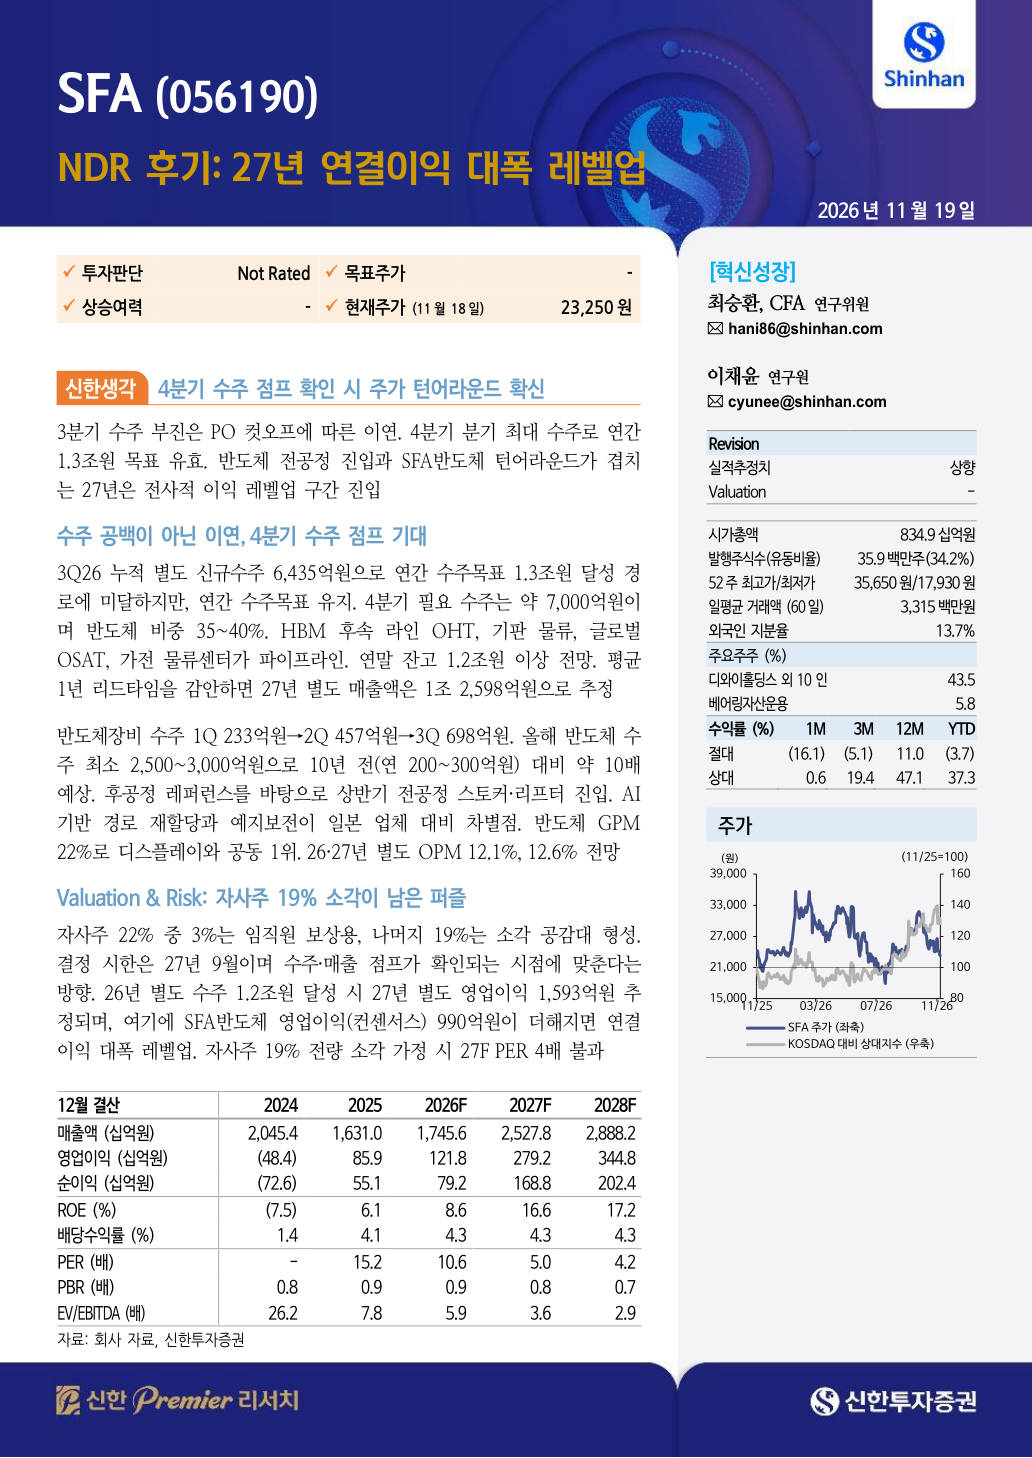 Shinhan
SFA (056190)
NDR 후기: 27년 연결이익 대폭 레벨업
2026년 11월 19일
✓ 투자판단 Not Rated ✓ 목표주가 -
✓ 상승여력 - ✓ 현재주가 (11월 18일) 23,250 원
신한생각 4분기 수주 점프 확인 시 주가 턴어라운드 확신
3분기 수주 부진은 PO 컷오프에 따른 이연. 4분기 분기 최대 수주로 연간
1.3조원 목표 유효. 반도체 전공정 진입과 SFA반도체 턴어라운드가 겹치
는 27년은 전사적 이익 레벨업 구간 진입
수주 공백이 아닌 이연, 4분기 수주 점프 기대
3Q26 누적 별도 신규수주 6,435억원으로 연간 수주목표 1.3조원 달성 경
로에 미달하지만, 연간 수주목표 유지. 4분기 필요 수주는 약 7,000억원이
며 반도체 비중 35~40%. HBM 후속 라인 OHT, 기판 물류, 글로벌
OSAT, 가전 물류센터가 파이프라인. 연말 잔고 1.2조원 이상 전망. 평균
1년 리드타임을 감안하면 27년 별도 매출액은 1조 2,598억원으로 추정
반도체장비 수주 1Q 233억원→2Q 457억원→3Q 698억원. 올해 반도체 수
주 최소 2,500~3,000억원으로 10년 전(연 200~300억원) 대비 약 10배
예상. 후공정 레퍼런스를 바탕으로 상반기 전공정 스토커·리프터 진입. AI
기반 경로 재할당과 예지보전이 일본 업체 대비 차별점. 반도체 GPM
22%로 디스플레이와 공동 1위. 26·27년 별도 OPM 12.1%, 12.6% 전망
Valuation & Risk: 자사주 19% 소각이 남은 퍼즐
자사주 22% 중 3%는 임직원 보상용, 나머지 19%는 소각 공감대 형성.
결정 시한은 27년 9월이며 수주·매출 점프가 확인되는 시점에 맞춘다는
방향. 26년 별도 수주 1.2조원 달성 시 27년 별도 영업이익 1,593억원 추
정되며, 여기에 SFA반도체 영업이익(컨센서스) 990억원이 더해지면 연결
이익 대폭 레벨업. 자사주 19% 전량 소각 가정 시 27F PER 4배 불과
12월 결산 2024 2025 2026F 2027F 2028F
매출액 (십억원) 2,045.4 1,631.0 1,745.6 2,527.8 2,888.2
영업이익 (십억원) (48.4) 85.9 121.8 279.2 344.8
순이익 (십억원) (72.6) 55.1 79.2 168.8 202.4
ROE (%) (7.5) 6.1 8.6 16.6 17.2
배당수익률 (%) 1.4 4.1 4.3 4.3 4.3
PER (배) - 15.2 10.6 5.0 4.2
PBR (배) 0.8 0.9 0.9 0.8 0.7
EV/EBITDA (배) 26.2 7.8 5.9 3.6 2.9
자료: 회사 자료, 신한투자증권
[혁신성장]
최승환, CFA 연구위원
hani86@shinhan.com
이채윤 연구원
cyunee@shinhan.com
Revision
실적추정치 상향
Valuation -
시가총액 834.9 십억원
발행주식수(유동비율) 35.9 백만주(34.2%)
52 주 최고가/최저가 35,650 원/17,930 원
일평균 거래액 (60일) 3,315 백만원
외국인 지분율 13.7%
주요주주 (%)
디와이홀딩스 외 10 인 43.5
베어링자산운용 5.8
수익률 (%) 1M 3M 12M YTD
절대 (16.1) (5.1) 11.0 (3.7)
상대 0.6 19.4 47.1 37.3
주가
(원) (11/25=100)
39,000 160
33,000 140
27,000 120
21,000 100
15,000 80
11/25 03/26 07/26 11/26
SFA 주가 (좌축)
KOSDAQ 대비 상대지수 (우축)
신한 Premier 리서치
신한투자증권